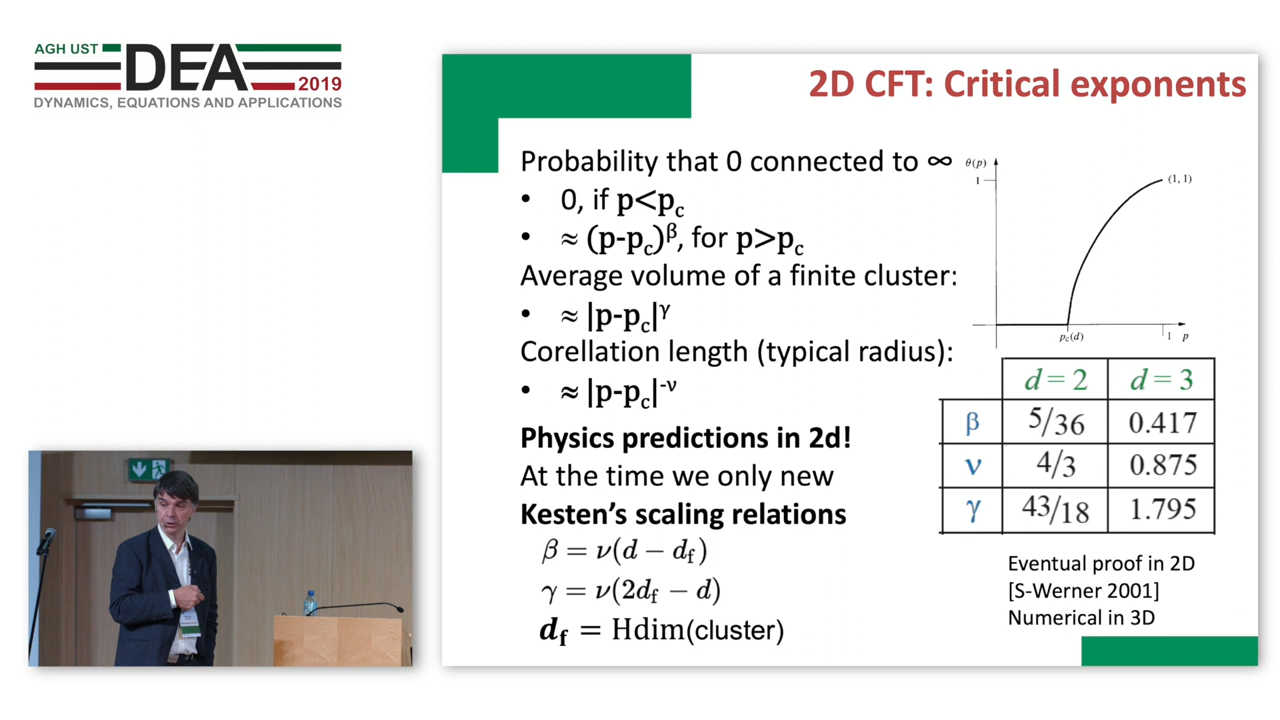 AGH UST
DEA
2019
DYNAMICS, EQUATIONS AND APPLICATIONS
2D CFT: Critical exponents
Probability that 0 connected to ∞
• 0, if p<pc
• ≈ (p-pc)^β, for p>pc
Average volume of a finite cluster:
• ≈ |p-pc|^γ
Corellation length (typical radius):
• ≈ |p-pc|^-ν
Physics predictions in 2d!
At the time we only new
Kesten's scaling relations
β = ν(d − df)
γ = ν(2df − d)
df = Hdim(cluster)
θ(p)
1
(1, 1)
pc(d)
1
p
d = 2 d = 3
β 5/36 0.417
ν 4/3 0.875
γ 43/18 1.795
Eventual proof in 2D
[S-Werner 2001]
Numerical in 3D